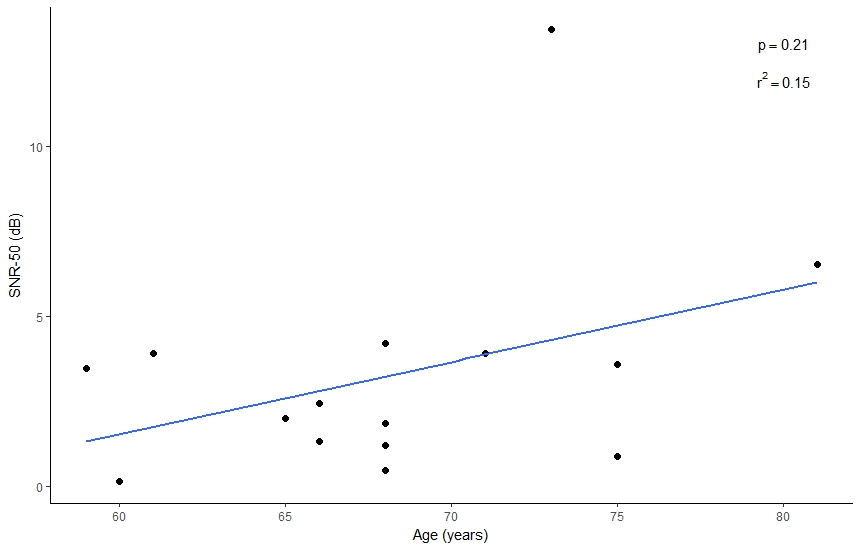 p = 0.21
r² = 0.15
10
5
0
SNR-50 (dB)
60 65 70 75 80
Age (years)